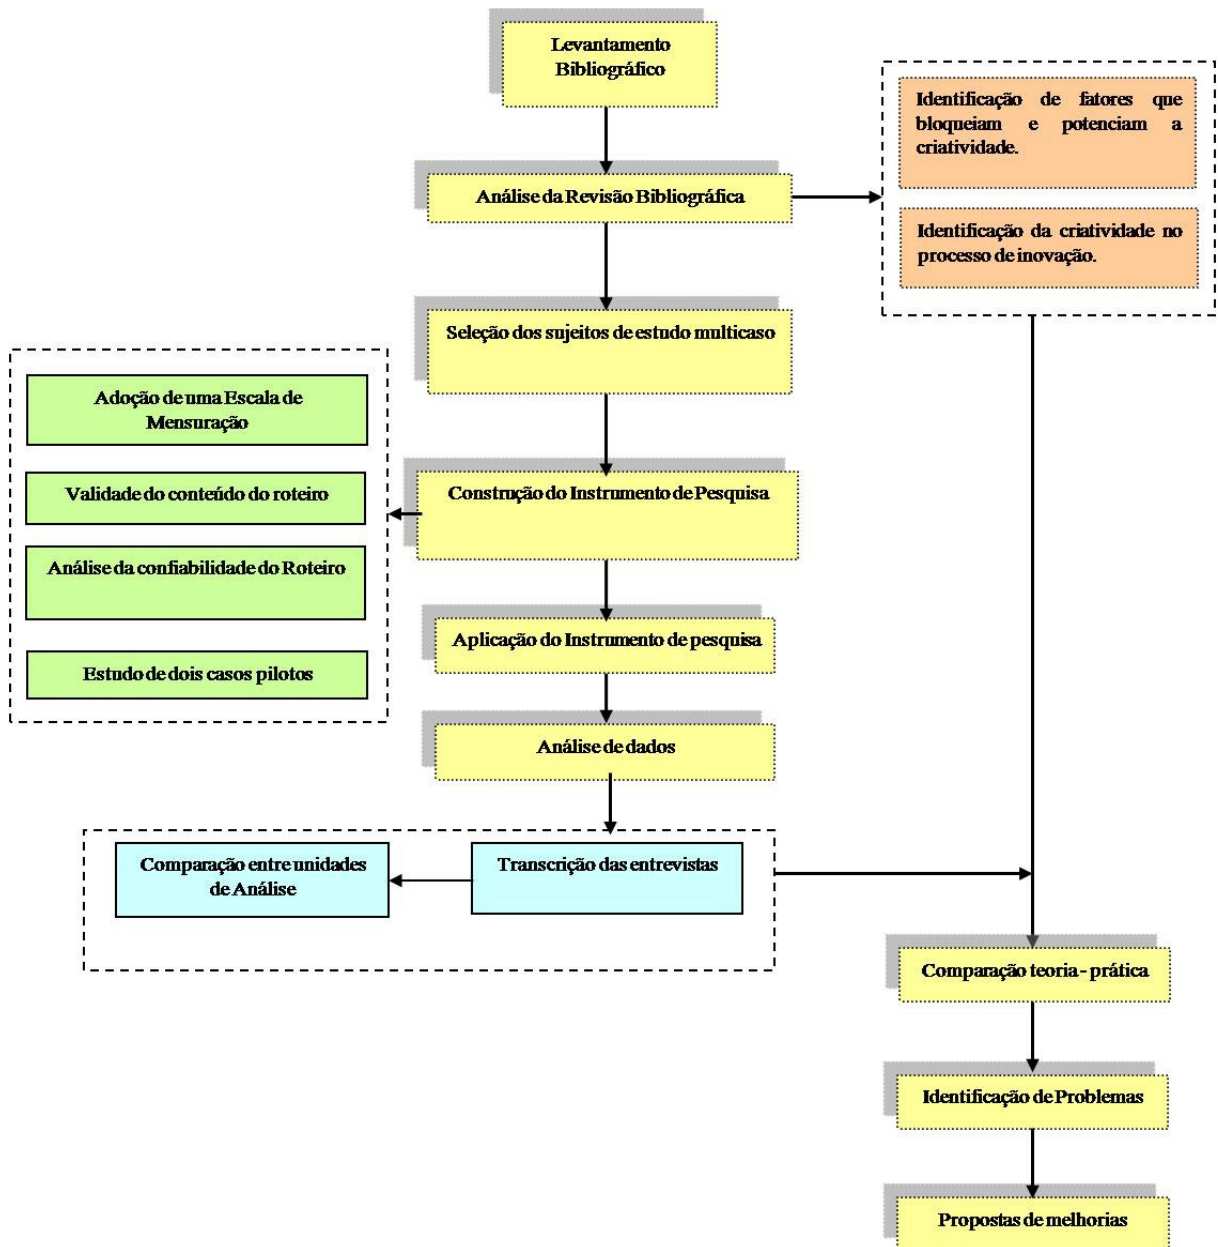 Levantamento
Bibliográfico
Identificação de fatores que
bloqueiam e potenciam a
criatividade.
Análise da Revisão Bibliográfica
Identificação da criatividade no
processo de inovação.
Seleção dos sujeitos de estudo multicaso
Adoção de uma Escala de
Mensuração
Validade do conteúdo do roteiro
Construção do Instrumento de Pesquisa
Análise da confiabilidade do Roteiro
Aplicação do Instrumento de pesquisa
Estudo de dois casos pilotos
Análise de dados
Comparação entre unidades
de Análise
Transcrição das entrevistas
Comparação teoria - prática
Identificação de Problemas
Propostas de melhorias